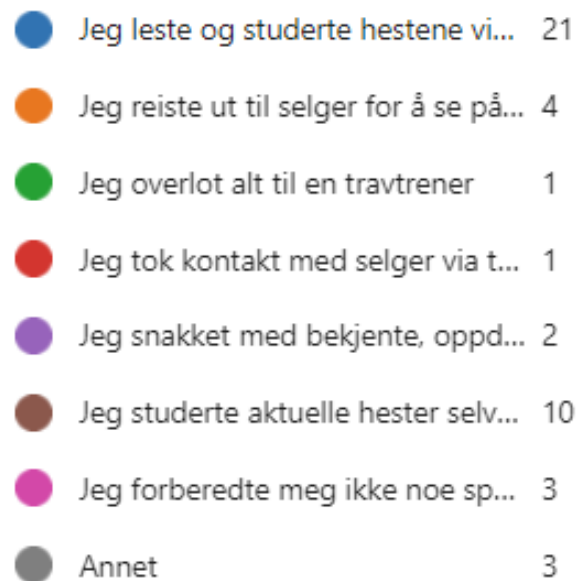 Jeg leste og studerte hestene vi... 21
Jeg reiste ut til selger for å se på... 4
Jeg overlot alt til en travtrener 1
Jeg tok kontakt med selger via t... 1
Jeg snakket med bekjente, oppd... 2
Jeg studerte aktuelle hester selv... 10
Jeg forberedte meg ikke noe sp... 3
Annet 3